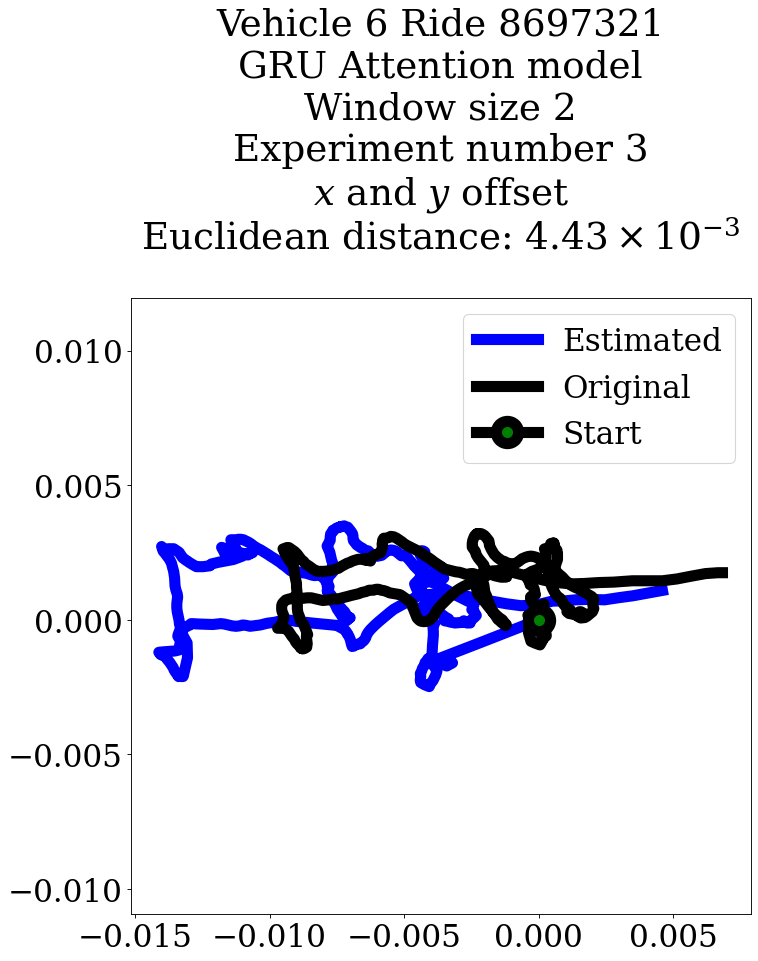 Vehicle 6 Ride 8697321
GRU Attention model
Window size 2
Experiment number 3
x and y offset
Euclidean distance: 4.43 × 10⁻³
Estimated
Original
Start
0.010
0.005
0.000
−0.005
−0.010
−0.015 −0.010 −0.005 0.000 0.005